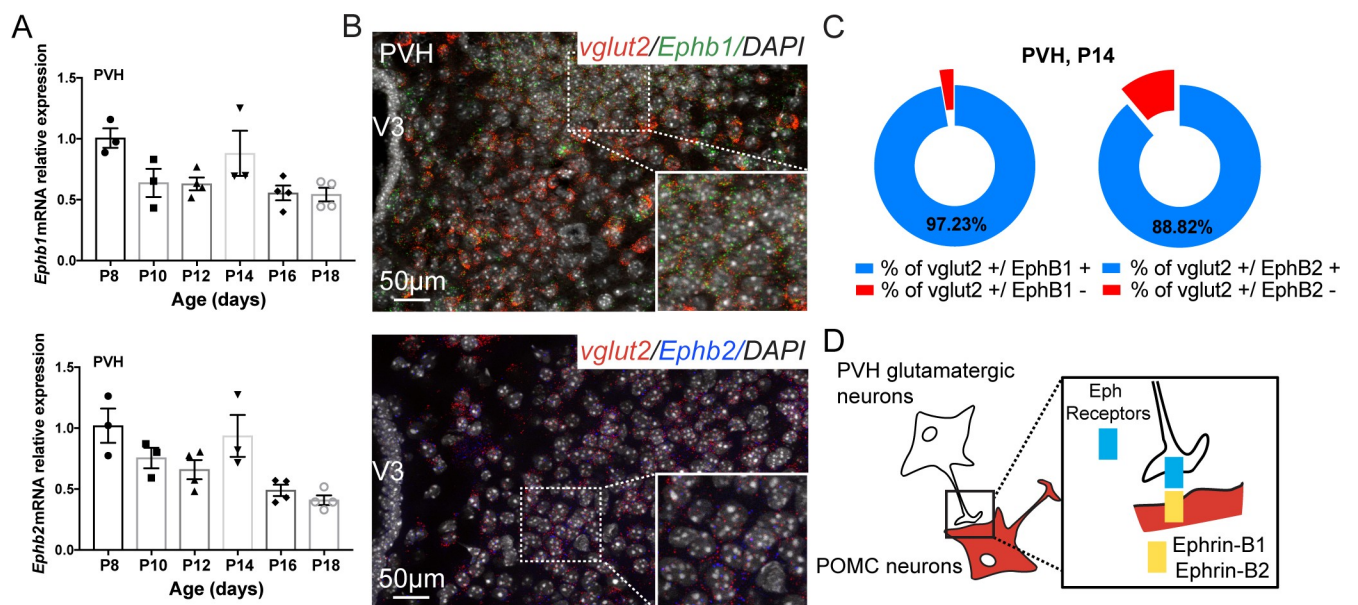 A
PVH
1.5
1.0
0.5
0.0
Ephb1 mRNA relative expression
P8 P10 P12 P14 P16 P18
Age (days)
PVH
1.5
1.0
0.5
0.0
Ephb2 mRNA relative expression
P8 P10 P12 P14 P16 P18
Age (days)
B
PVH
vglut2/Ephb1/DAPI
V3
50μm
vglut2/Ephb2/DAPI
V3
50μm
C
PVH, P14
97.23%
88.82%
% of vglut2 +/ EphB1 +
% of vglut2 +/ EphB1 -
% of vglut2 +/ EphB2 +
% of vglut2 +/ EphB2 -
D
PVH glutamatergic
neurons
POMC neurons
Eph
Receptors
Ephrin-B1
Ephrin-B2